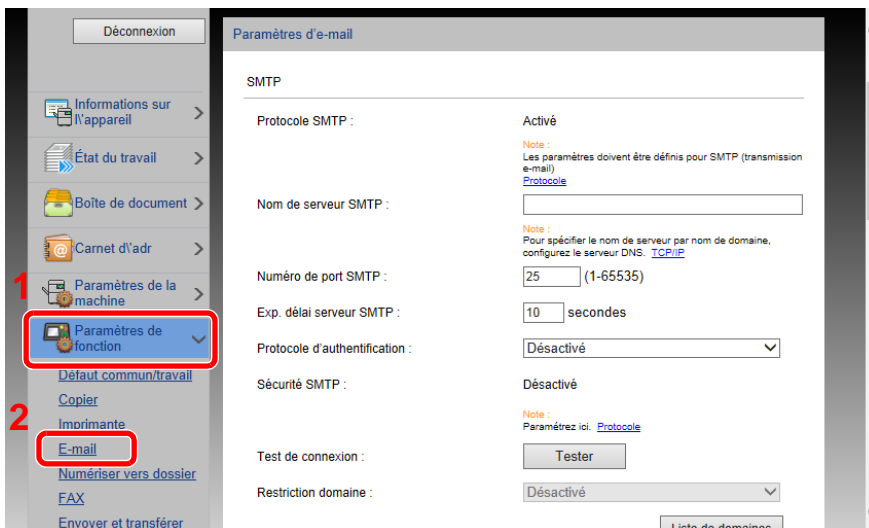 Déconnexion
Informations sur
l\'appareil
État du travail
Boîte de document
Carnet d\'adr
1
Paramètres de la
machine
Paramètres de
fonction
Défaut commun/travail
Copier
2
Imprimante
E-mail
Numériser vers dossier
FAX
Envoyer et transférer
Paramètres d'e-mail
SMTP
Protocole SMTP :
Activé
Note :
Les paramètres doivent être définis pour SMTP (transmission
e-mail)
Protocole
Nom de serveur SMTP :
Note :
Pour spécifier le nom de serveur par nom de domaine,
configurez le serveur DNS. TCP/IP
Numéro de port SMTP :
25 (1-65535)
Exp. délai serveur SMTP :
10 secondes
Protocole d'authentification :
Désactivé
Sécurité SMTP :
Désactivé
Note :
Paramétrez ici. Protocole
Test de connexion :
Tester
Restriction domaine :
Désactivé
Liste de domaines